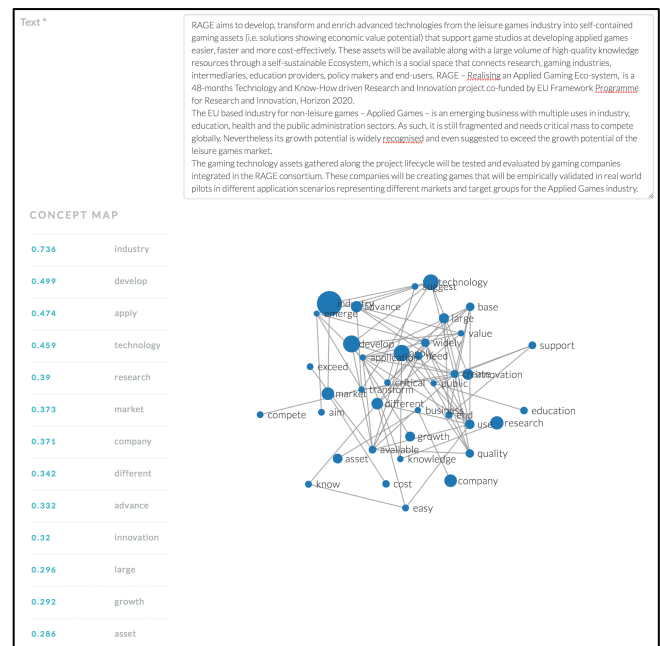 Text *
RAGE aims to develop, transform and enrich advanced technologies from the leisure games industry into self-contained
gaming assets (i.e. solutions showing economic value potential) that support game studios at developing applied games
easier, faster and more cost-effectively. These assets will be available along with a large volume of high-quality knowledge
resources through a self-sustainable Ecosystem, which is a social space that connects research, gaming industries,
intermediaries, education providers, policy makers and end-users. RAGE – Realising an Applied Gaming Eco-system, is a
48-months Technology and Know-How driven Research and Innovation project co-funded by EU Framework Programme
for Research and Innovation, Horizon 2020.
The EU based industry for non-leisure games – Applied Games – is an emerging business with multiple uses in industry,
education, health and the public administration sectors. As such, it is still fragmented and needs critical mass to compete
globally. Nevertheless its growth potential is widely recognised and even suggested to exceed the growth potential of the
leisure games market.
The gaming technology assets gathered along the project lifecycle will be tested and evaluated by gaming companies
integrated in the RAGE consortium. These companies will be creating games that will be empirically validated in real world
pilots in different application scenarios representing different markets and target groups for the Applied Games industry.
CONCEPT MAP
0.736 industry
0.499 develop
0.474 apply
0.459 technology
0.39 research
0.373 market
0.371 company
0.342 different
0.332 advance
0.32 innovation
0.296 large
0.292 growth
0.286 asset
technology
suggest
industry
advance
base
emerge
large
value
develop
widely
support
apply
application
need
exceed
create
innovation
critical
public
transform
market
different
compete
aim
business
end
education
use
research
growth
available
quality
asset
knowledge
know
cost
company
easy